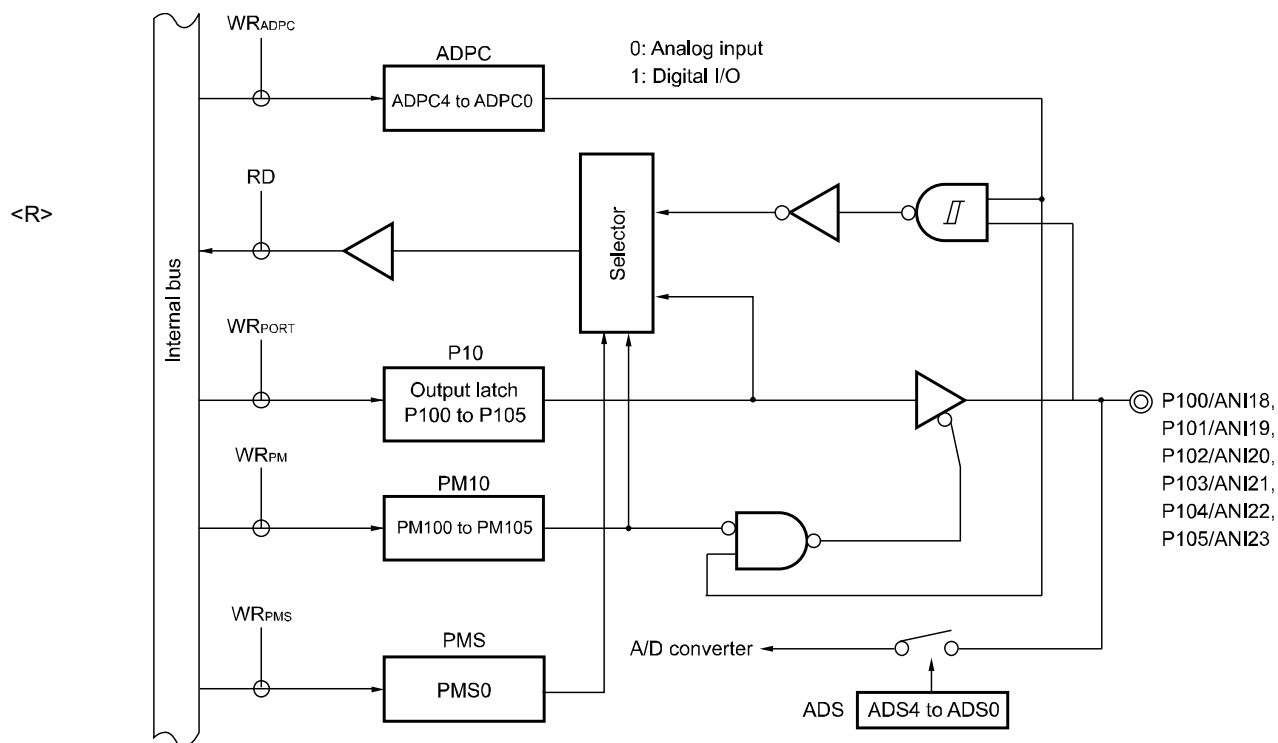 WRADPC
ADPC
ADPC4 to ADPC0
0: Analog input
1: Digital I/O
<R>
RD
Selector
Internal bus
WRPORT
P10
Output latch
P100 to P105
WRPM
PM10
PM100 to PM105
P100/ANI18,
P101/ANI19,
P102/ANI20,
P103/ANI21,
P104/ANI22,
P105/ANI23
WRPMS
PMS
PMS0
A/D converter
ADS
ADS4 to ADS0